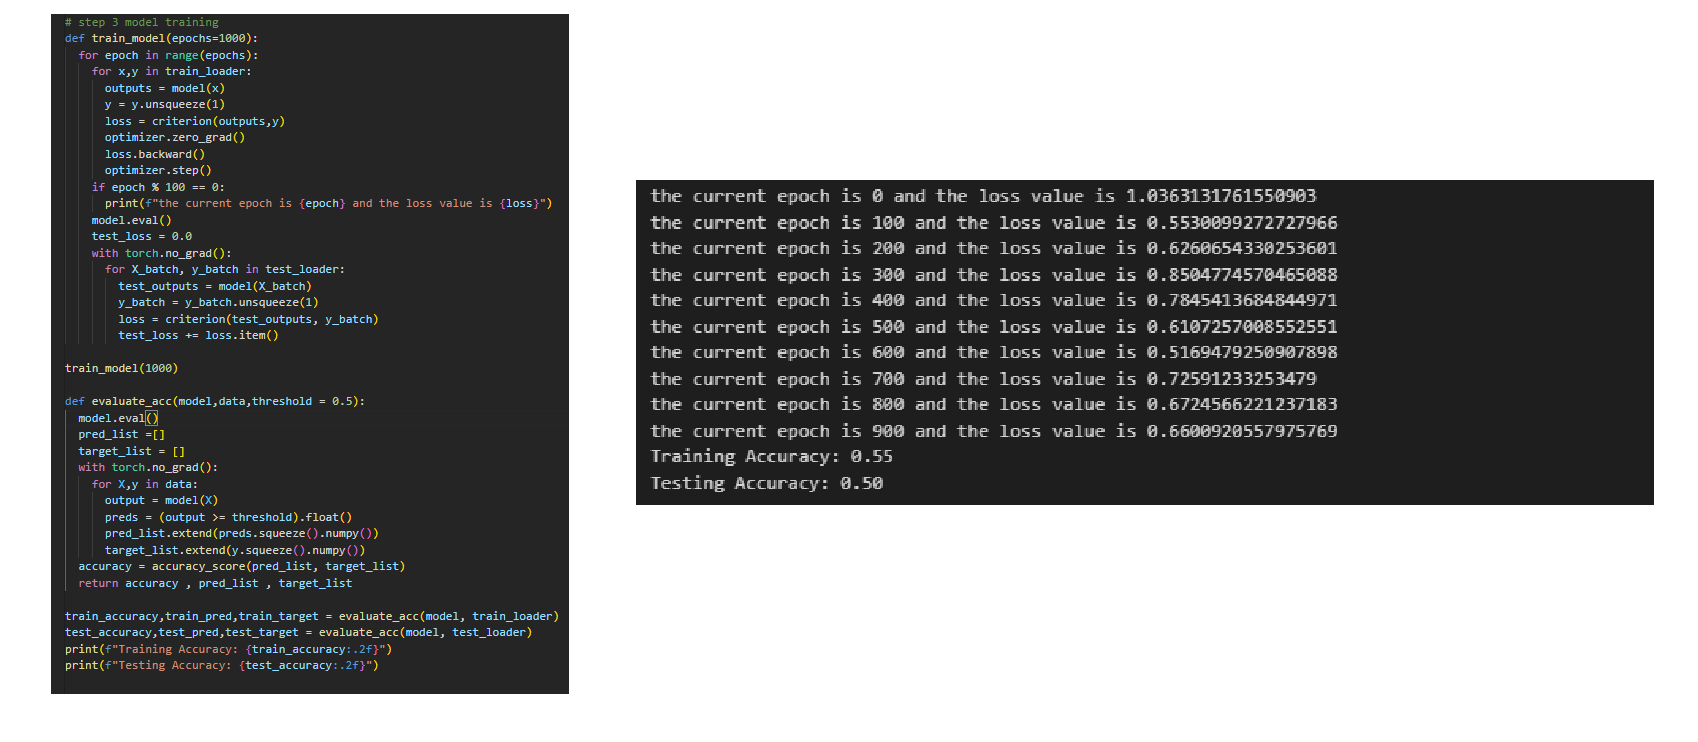 # step 3 model training
def train_model(epochs=1000):
for epoch in range(epochs):
for x,y in train_loader:
outputs = model(x)
y = y.unsqueeze(1)
loss = criterion(outputs,y)
optimizer.zero_grad()
loss.backward()
optimizer.step()
if epoch % 100 == 0:
print(f"the current epoch is {epoch} and the loss value is {loss}")
model.eval()
test_loss = 0.0
with torch.no_grad():
for X_batch, y_batch in test_loader:
test_outputs = model(X_batch)
y_batch = y_batch.unsqueeze(1)
loss = criterion(test_outputs, y_batch)
test_loss += loss.item()
train_model(1000)
def evaluate_acc(model,data,threshold = 0.5):
model.eval()
pred_list =[]
target_list = []
with torch.no_grad():
for X,y in data:
output = model(X)
preds = (output >= threshold).float()
pred_list.extend(preds.squeeze().numpy())
target_list.extend(y.squeeze().numpy())
accuracy = accuracy_score(pred_list, target_list)
return accuracy , pred_list , target_list
train_accuracy,train_pred,train_target = evaluate_acc(model, train_loader)
test_accuracy,test_pred,test_target = evaluate_acc(model, test_loader)
print(f"Training Accuracy: {train_accuracy:.2f}")
print(f"Testing Accuracy: {test_accuracy:.2f}")
the current epoch is 0 and the loss value is 1.0363131761550903
the current epoch is 100 and the loss value is 0.5530099272727966
the current epoch is 200 and the loss value is 0.6260654330253601
the current epoch is 300 and the loss value is 0.8504774570465088
the current epoch is 400 and the loss value is 0.7845413684844971
the current epoch is 500 and the loss value is 0.6107257008552551
the current epoch is 600 and the loss value is 0.5169479250907898
the current epoch is 700 and the loss value is 0.72591233253479
the current epoch is 800 and the loss value is 0.6724566221237183
the current epoch is 900 and the loss value is 0.6600920557975769
Training Accuracy: 0.55
Testing Accuracy: 0.50